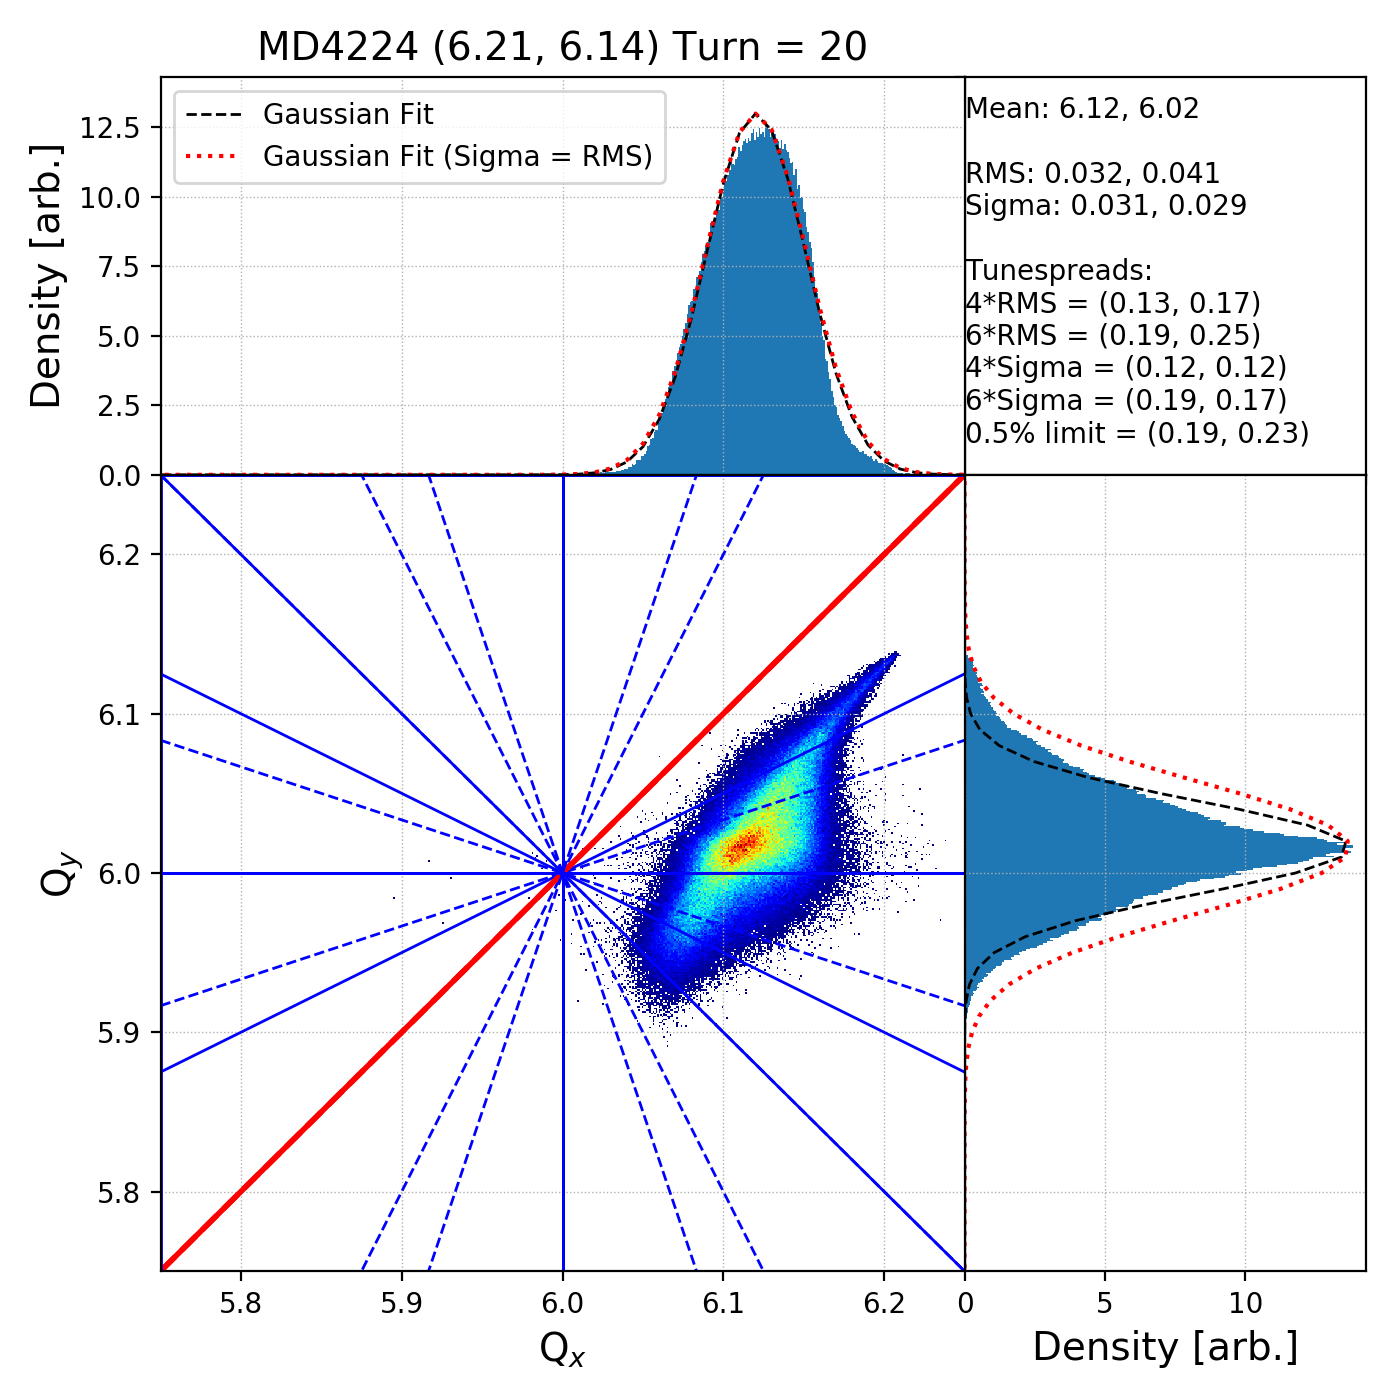 MD4224 (6.21, 6.14) Turn = 20
Gaussian Fit
Gaussian Fit (Sigma = RMS)
Density [arb.]
12.5
10.0
7.5
5.0
2.5
0.0
Mean: 6.12, 6.02
RMS: 0.032, 0.041
Sigma: 0.031, 0.029
Tunespreads:
4*RMS = (0.13, 0.17)
6*RMS = (0.19, 0.25)
4*Sigma = (0.12, 0.12)
6*Sigma = (0.19, 0.17)
0.5% limit = (0.19, 0.23)
Qy
6.2
6.1
6.0
5.9
5.8
5.8 5.9 6.0 6.1 6.2
Qx
0 5 10
Density [arb.]